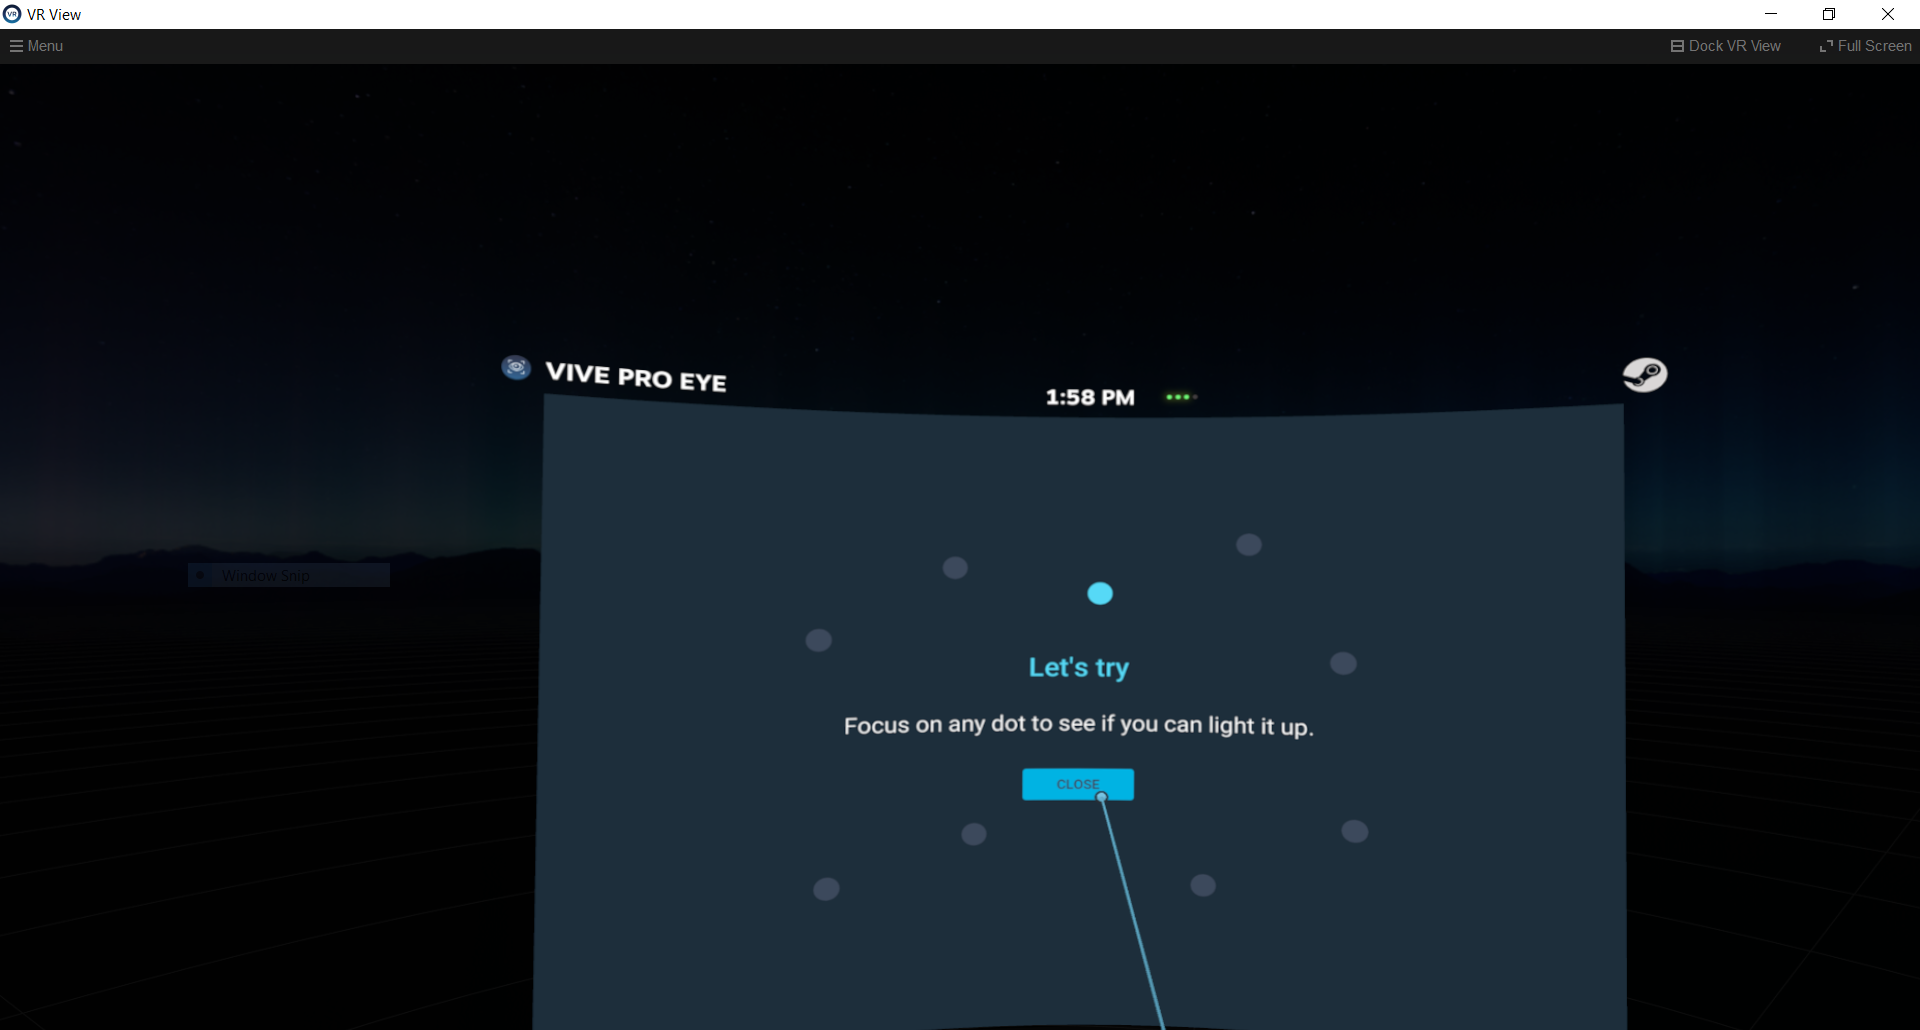 VR View
Menu
Dock VR View
Full Screen
VIVE PRO EYE
1:58 PM
Window Snip
Let's try
Focus on any dot to see if you can light it up.
CLOSE